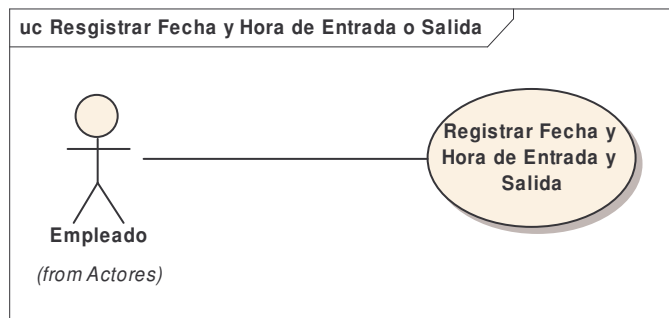 uc Resgistrar Fecha y Hora de Entrada o Salida
Registrar Fecha y
Hora de Entrada y
Salida
Empleado
(from Actores)